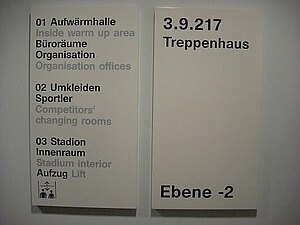 01 Aufwärmhalle
Inside warm up area
Büroräume
Organisation
Organisation offices
02 Umkleiden
Sportler
Competitors'
changing rooms
03 Stadion
Innenraum
Stadium interior
Aufzug Lift
3.9.217
Treppenhaus
Ebene -2